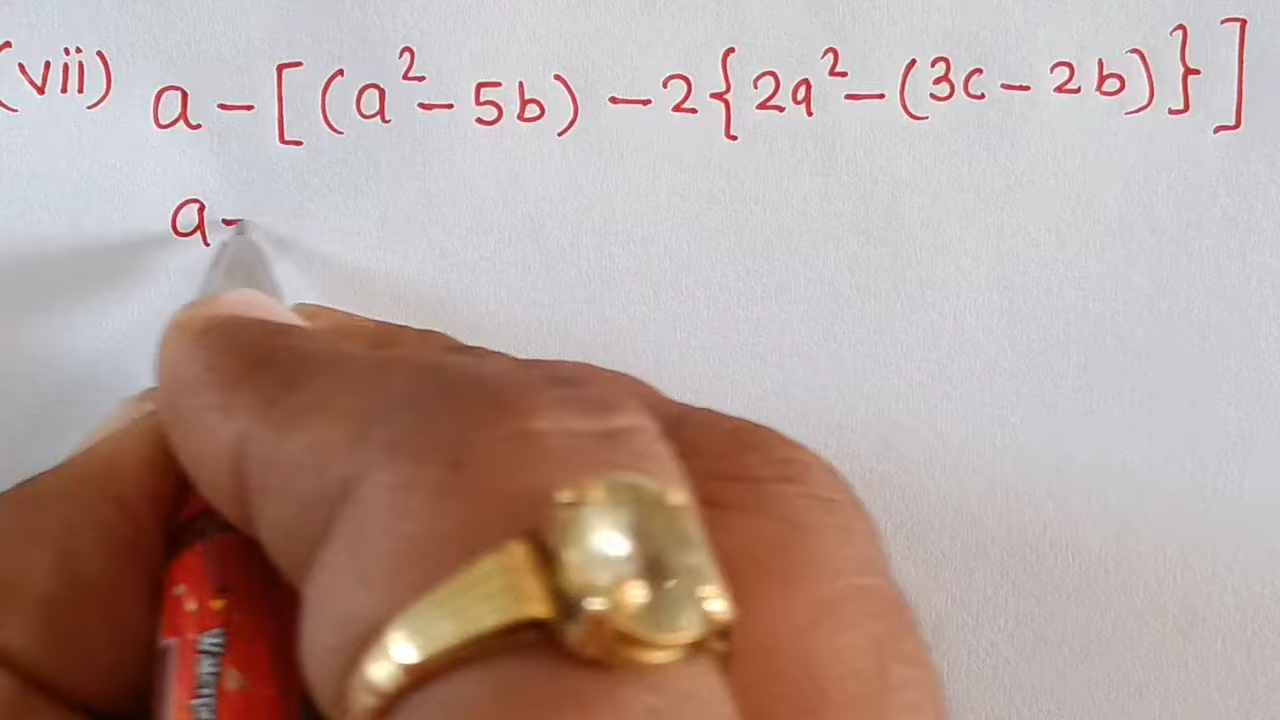 (vii) a - [(a² - 5b) - 2{2a² - (3c - 2b)}]
a -